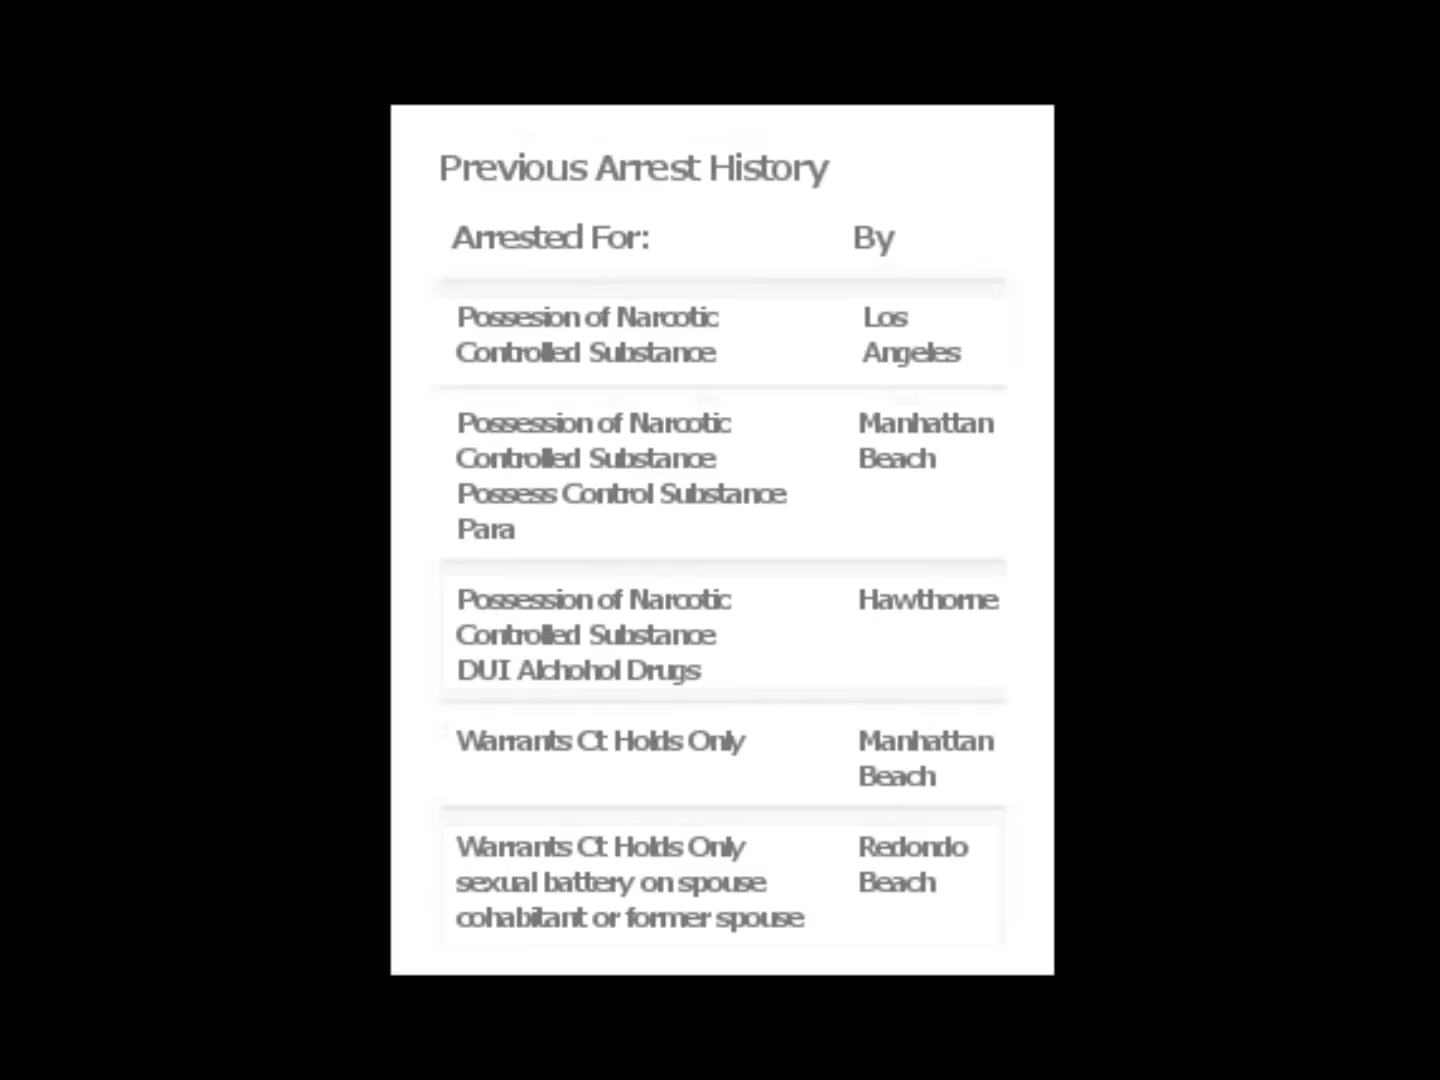 Previous Arrest History
Arrested For: By
Possesion of Narcotic Los
Controlled Substance Angeles
Possession of Narcotic Manhattan
Controlled Substance Beach
Possess Control Substance
Para
Possession of Narcotic Hawthorne
Controlled Substance
DUI Alchohol Drugs
Warrants Ct Holds Only Manhattan
Beach
Warrants Ct Holds Only Redondo
sexual battery on spouse Beach
cohabitant or former spouse